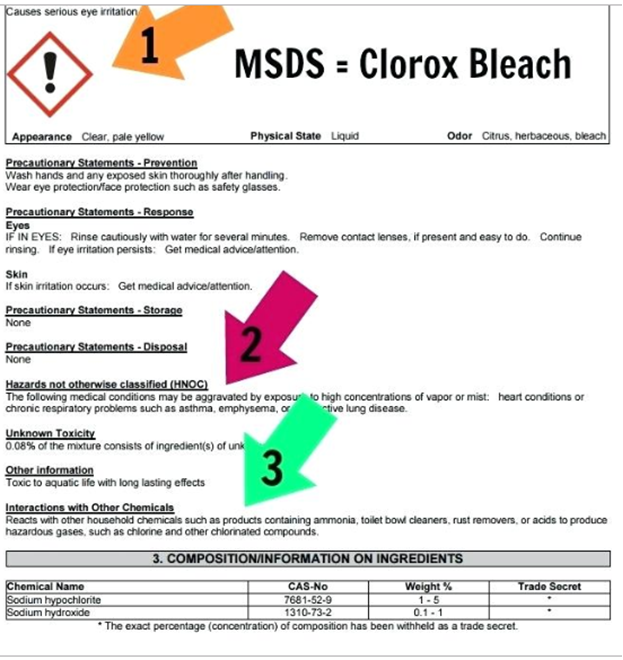 Causes serious eye irritation
1
MSDS = Clorox Bleach
Appearance Clear, pale yellow Physical State Liquid Odor Citrus, herbaceous, bleach
Precautionary Statements - Prevention
Wash hands and any exposed skin thoroughly after handling.
Wear eye protection/face protection such as safety glasses.
Precautionary Statements - Response
Eyes
IF IN EYES: Rinse cautiously with water for several minutes. Remove contact lenses, if present and easy to do. Continue
rinsing. If eye irritation persists: Get medical advice/attention.
Skin
If skin irritation occurs: Get medical advice/attention.
Precautionary Statements - Storage
None
2
Precautionary Statements - Disposal
None
Hazards not otherwise classified (HNOC)
The following medical conditions may be aggravated by to high concentrations of vapor or mist: heart conditions or
chronic respiratory problems such as asthma, emphysema, or lung disease.
Unknown Toxicity
0.08% of the mixture consists of ingredient(s) of
3
Other information
Toxic to aquatic life with long lasting effects
Interactions with Other Chemicals
Reacts with other household chemicals such as products containing ammonia, toilet bowl cleaners, rust removers, or acids to produce
hazardous gases, such as chlorine and other chlorinated compounds.
3. COMPOSITION/INFORMATION ON INGREDIENTS
Chemical Name CAS-No Weight % Trade Secret
Sodium hypochlorite 7681-52-9 1 - 5 *
Sodium hydroxide 1310-73-2 0.1 - 1 *
* The exact percentage (concentration) of composition has been withheld as a trade secret.